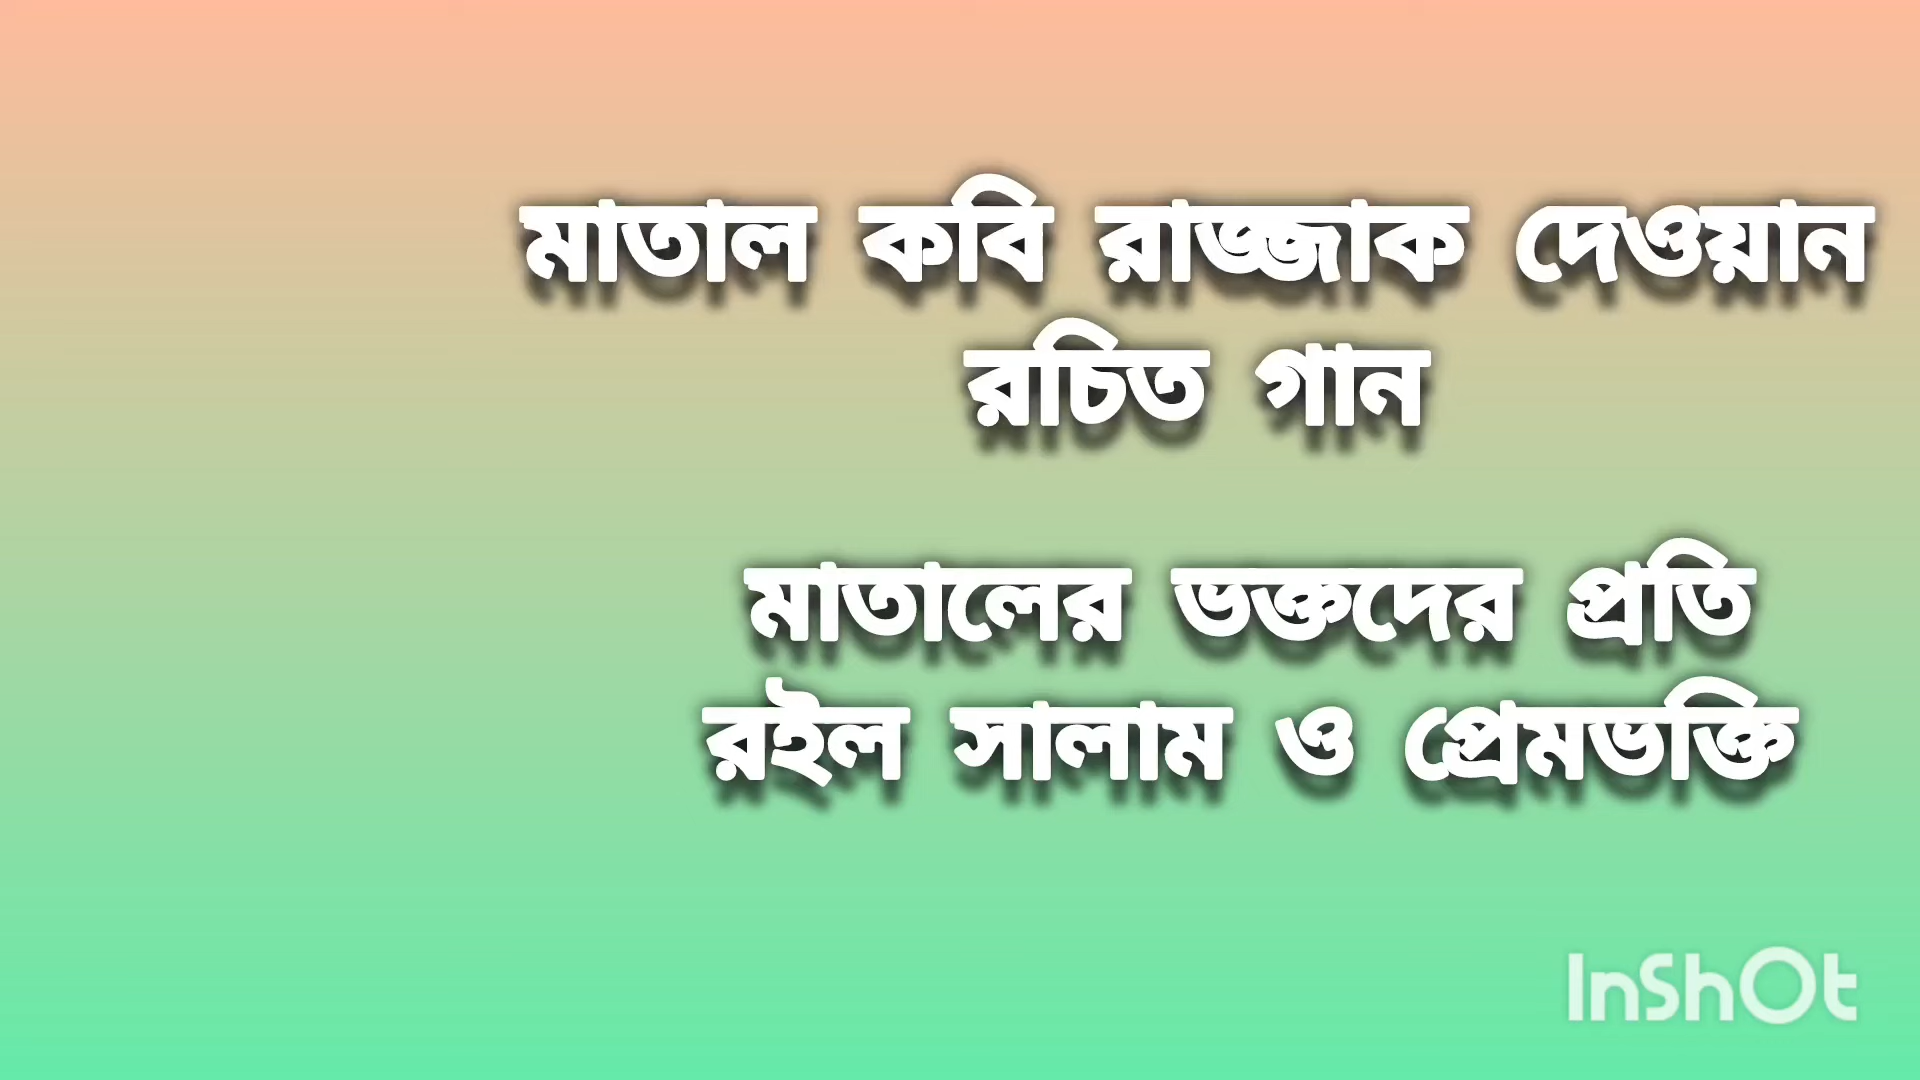 মাতাল কবি রাজ্জাক দেওয়ান
রচিত গান
মাতালের ভক্তদের প্রতি
রইল সালাম ও প্রেমভক্তি
InShOt